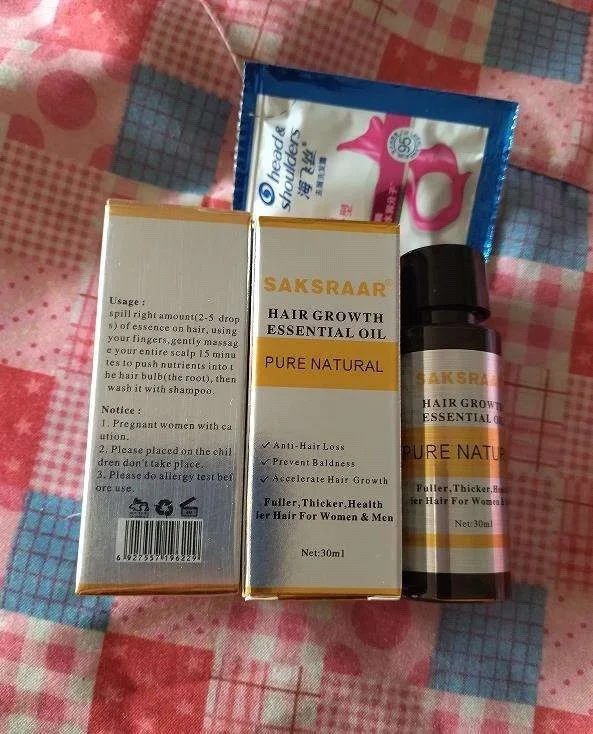 head &
shoulders
海飞丝
SAKSRAAR®
HAIR GROWTH
ESSENTIAL OIL
PURE NATURAL
✓ Anti-Hair Loss
✓ Prevent Baldness
✓ Accelerate Hair Growth
Fuller,Thicker,Health
ier Hair For Women & Men
Net:30ml
Usage :
spill right amount(2-5 drop
s) of essence on hair, using
your fingers,gently massag
e your entire scalp 15 minu
tes to push nutrients into t
he hair bulb(the root), then
wash it with shampoo.
Notice :
1. Pregnant women with ca
ution.
2. Please placed on the chil
dren don't take place.
3. Please do allergy test bef
ore use.
6 927557 196229
SAKSRAA
HAIR GROWT
ESSENTIAL O
PURE NATU
Fuller,Thicker,Hea
ier Hair For Women &
Net:30ml